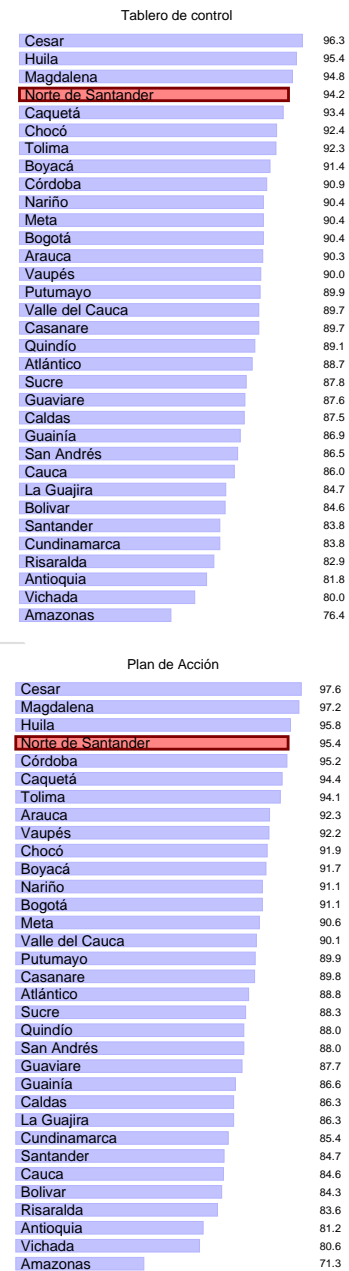 Tablero de control
Cesar 96.3
Huila 95.4
Magdalena 94.8
Norte de Santander 94.2
Caquetá 93.4
Chocó 92.4
Tolima 92.3
Boyacá 91.4
Córdoba 90.9
Nariño 90.4
Meta 90.4
Bogotá 90.4
Arauca 90.3
Vaupés 90.0
Putumayo 89.9
Valle del Cauca 89.7
Casanare 89.7
Quindío 89.1
Atlántico 88.7
Sucre 87.8
Guaviare 87.6
Caldas 87.5
Guainía 86.9
San Andrés 86.5
Cauca 86.0
La Guajira 84.7
Bolivar 84.6
Santander 83.8
Cundinamarca 83.8
Risaralda 82.9
Antioquia 81.8
Vichada 80.0
Amazonas 76.4
Plan de Acción
Cesar 97.6
Magdalena 97.2
Huila 95.8
Norte de Santander 95.4
Córdoba 95.2
Caquetá 94.4
Tolima 94.1
Arauca 92.3
Vaupés 92.2
Chocó 91.9
Boyacá 91.7
Nariño 91.1
Bogotá 91.1
Meta 90.6
Valle del Cauca 90.1
Putumayo 89.9
Casanare 89.8
Atlántico 88.8
Sucre 88.3
Quindío 88.0
San Andrés 88.0
Guaviare 87.7
Guainía 86.6
Caldas 86.3
La Guajira 86.3
Cundinamarca 85.4
Santander 84.7
Cauca 84.6
Bolivar 84.3
Risaralda 83.6
Antioquia 81.2
Vichada 80.6
Amazonas 71.3